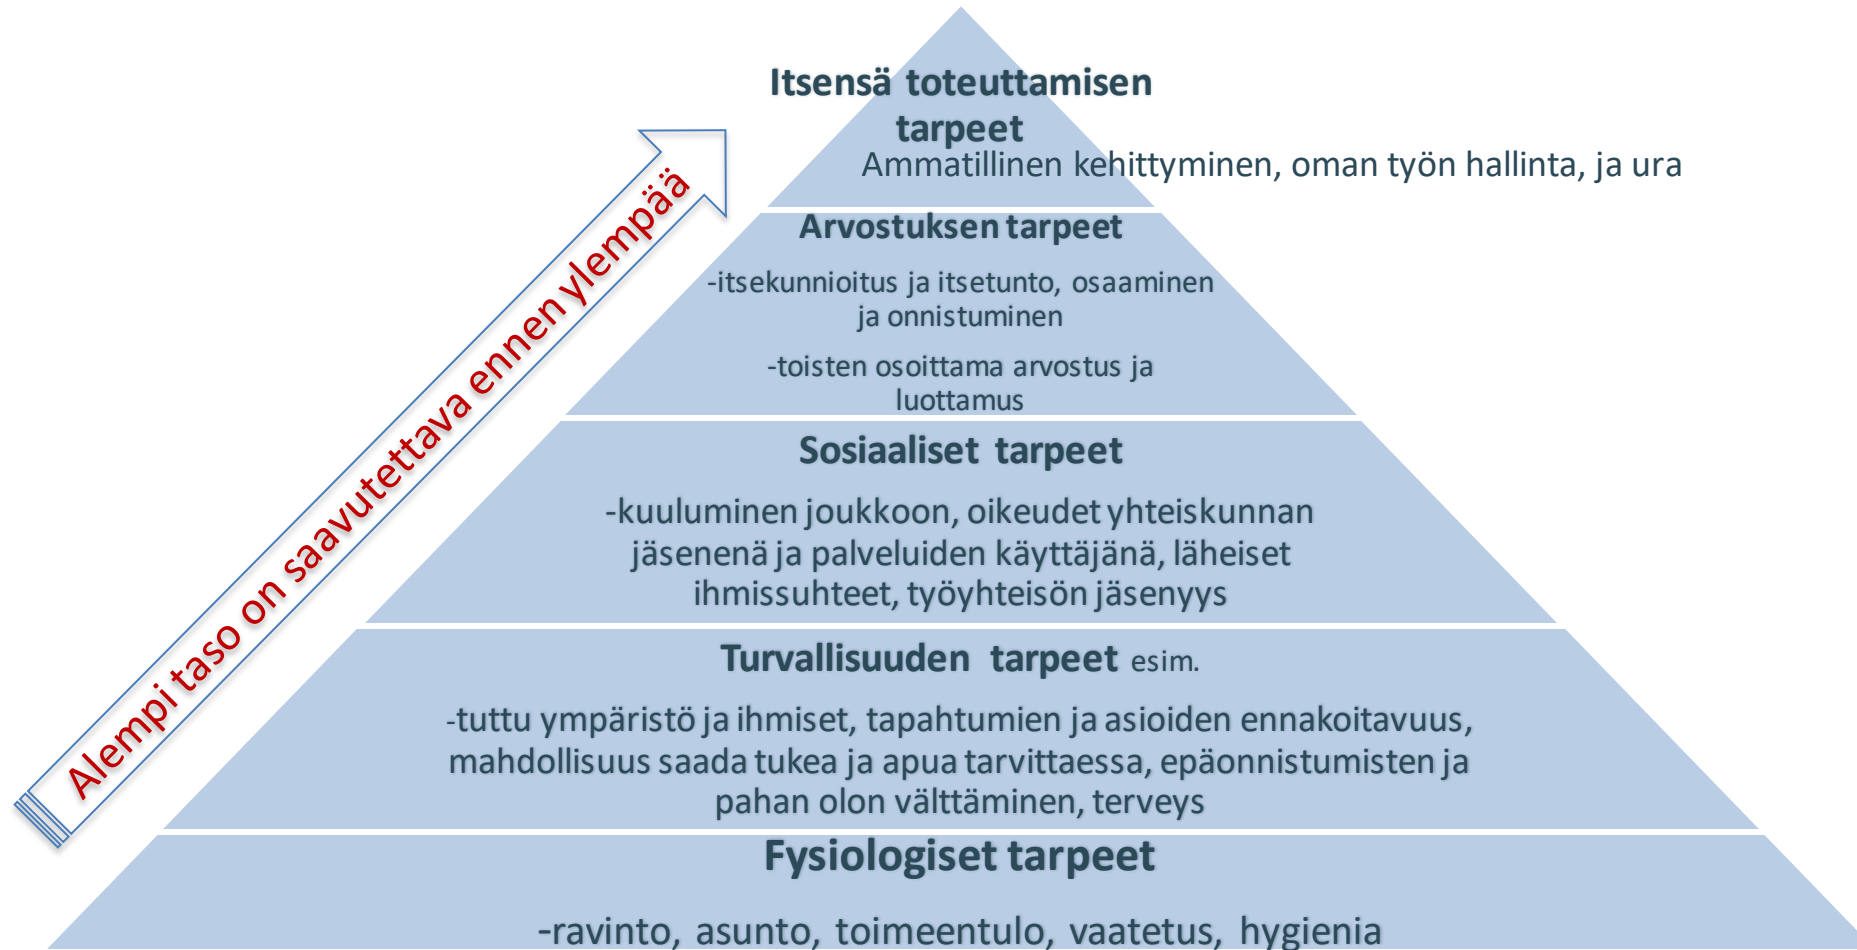 Itsensä toteuttamisen
tarpeet
Ammatillinen kehittyminen, oman työn hallinta, ja ura
Alempi taso on saavutettava ennen ylempää
Arvostuksen tarpeet
-itsekunnioitus ja itsetunto, osaaminen
ja onnistuminen
-toisten osoittama arvostus ja
luottamus
Sosiaaliset tarpeet
-kuuluminen joukkoon, oikeudet yhteiskunnan
jäsenenä ja palveluiden käyttäjänä, läheiset
ihmissuhteet, työyhteisön jäsenyys
Turvallisuuden tarpeet esim.
-tuttu ympäristö ja ihmiset, tapahtumien ja asioiden ennakoitavuus,
mahdollisuus saada tukea ja apua tarvittaessa, epäonnistumisten ja
pahan olon välttäminen, terveys
Fysiologiset tarpeet
-ravinto, asunto, toimeentulo, vaatetus, hygienia